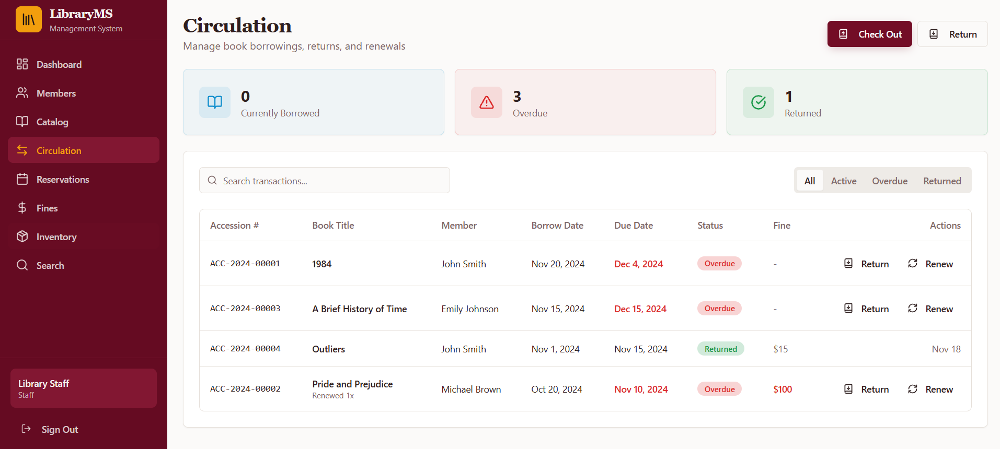 LibraryMS
Management System
Dashboard
Members
Catalog
Circulation
Reservations
Fines
Inventory
Search
Library Staff
Staff
Sign Out
Circulation
Manage book borrowings, returns, and renewals
Check Out
Return
0
Currently Borrowed
3
Overdue
1
Returned
Search transactions...
All Active Overdue Returned
Accession # Book Title Member Borrow Date Due Date Status Fine Actions
ACC-2024-00001 1984 John Smith Nov 20, 2024 Dec 4, 2024 Overdue - Return Renew
ACC-2024-00003 A Brief History of Time Emily Johnson Nov 15, 2024 Dec 15, 2024 Overdue - Return Renew
ACC-2024-00004 Outliers John Smith Nov 1, 2024 Nov 15, 2024 Returned $15 Nov 18
ACC-2024-00002 Pride and Prejudice Michael Brown Oct 20, 2024 Nov 10, 2024 Overdue $100 Return Renew
Renewed 1x